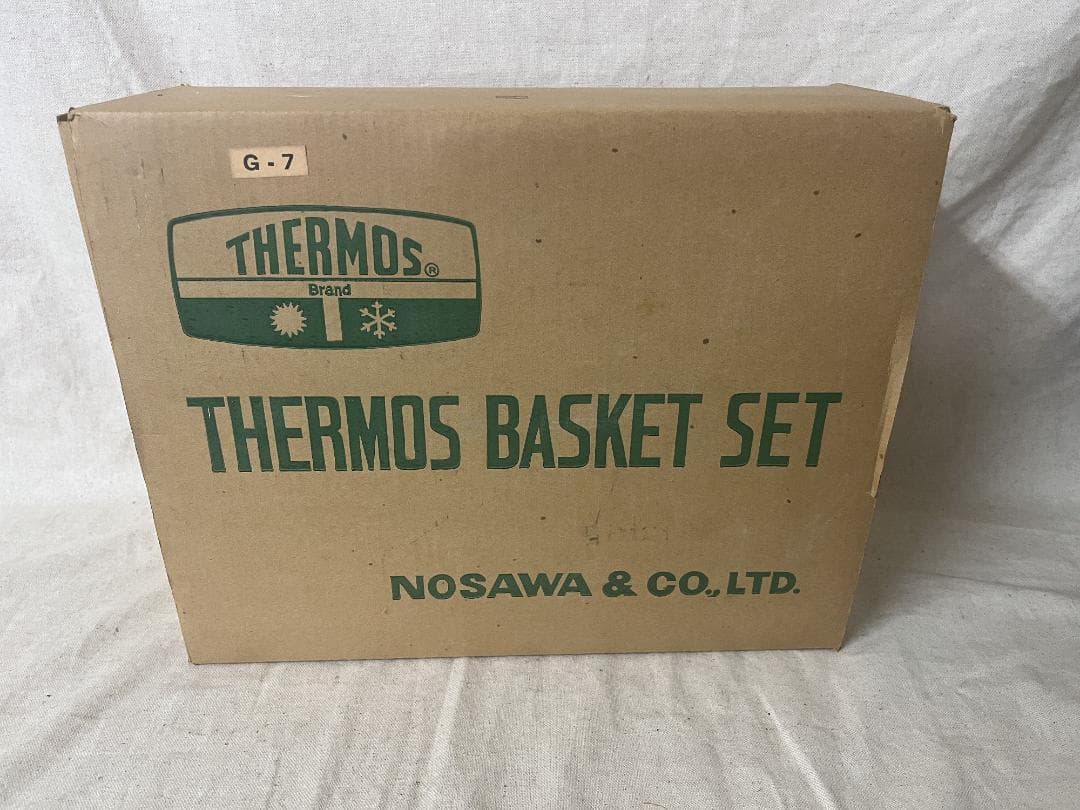 G - 7
THERMOS®
Brand
THERMOS BASKET SET
NOSAWA & CO., LTD.